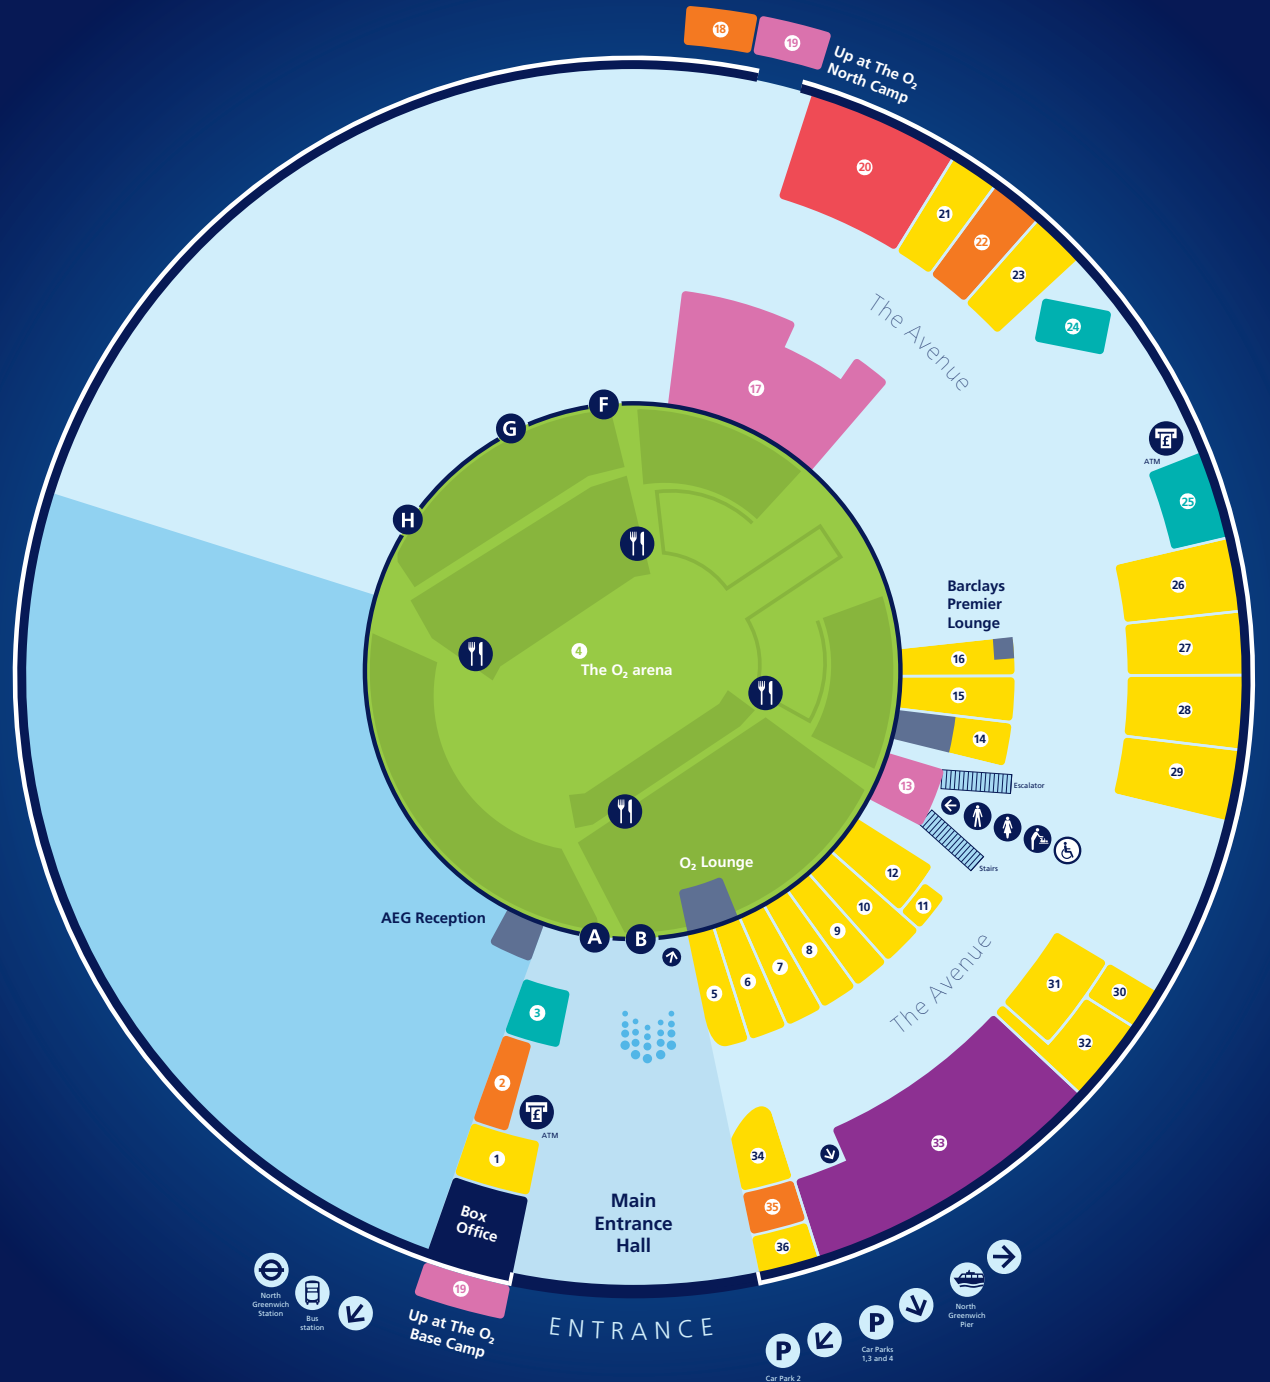 18
19
Up at The O₂
North Camp
20
21
22
23
The Avenue
24
17
F
G
H
£
ATM
25
26
27
28
29
Barclays
Premier
Lounge
16
15
14
13
Escalator
Stairs
4
The O₂ arena
O₂ Lounge
12
11
10
9
8
7
6
5
AEG Reception
A
B
The Avenue
3
2
£
ATM
1
Box
Office
Main
Entrance
Hall
30
31
32
33
34
35
36
19
Up at The O₂
Base Camp
ENTRANCE
North
Greenwich
Station
Bus
station
P
Car Park 2
P
Car Parks
1,3 and 4
North
Greenwich
Pier